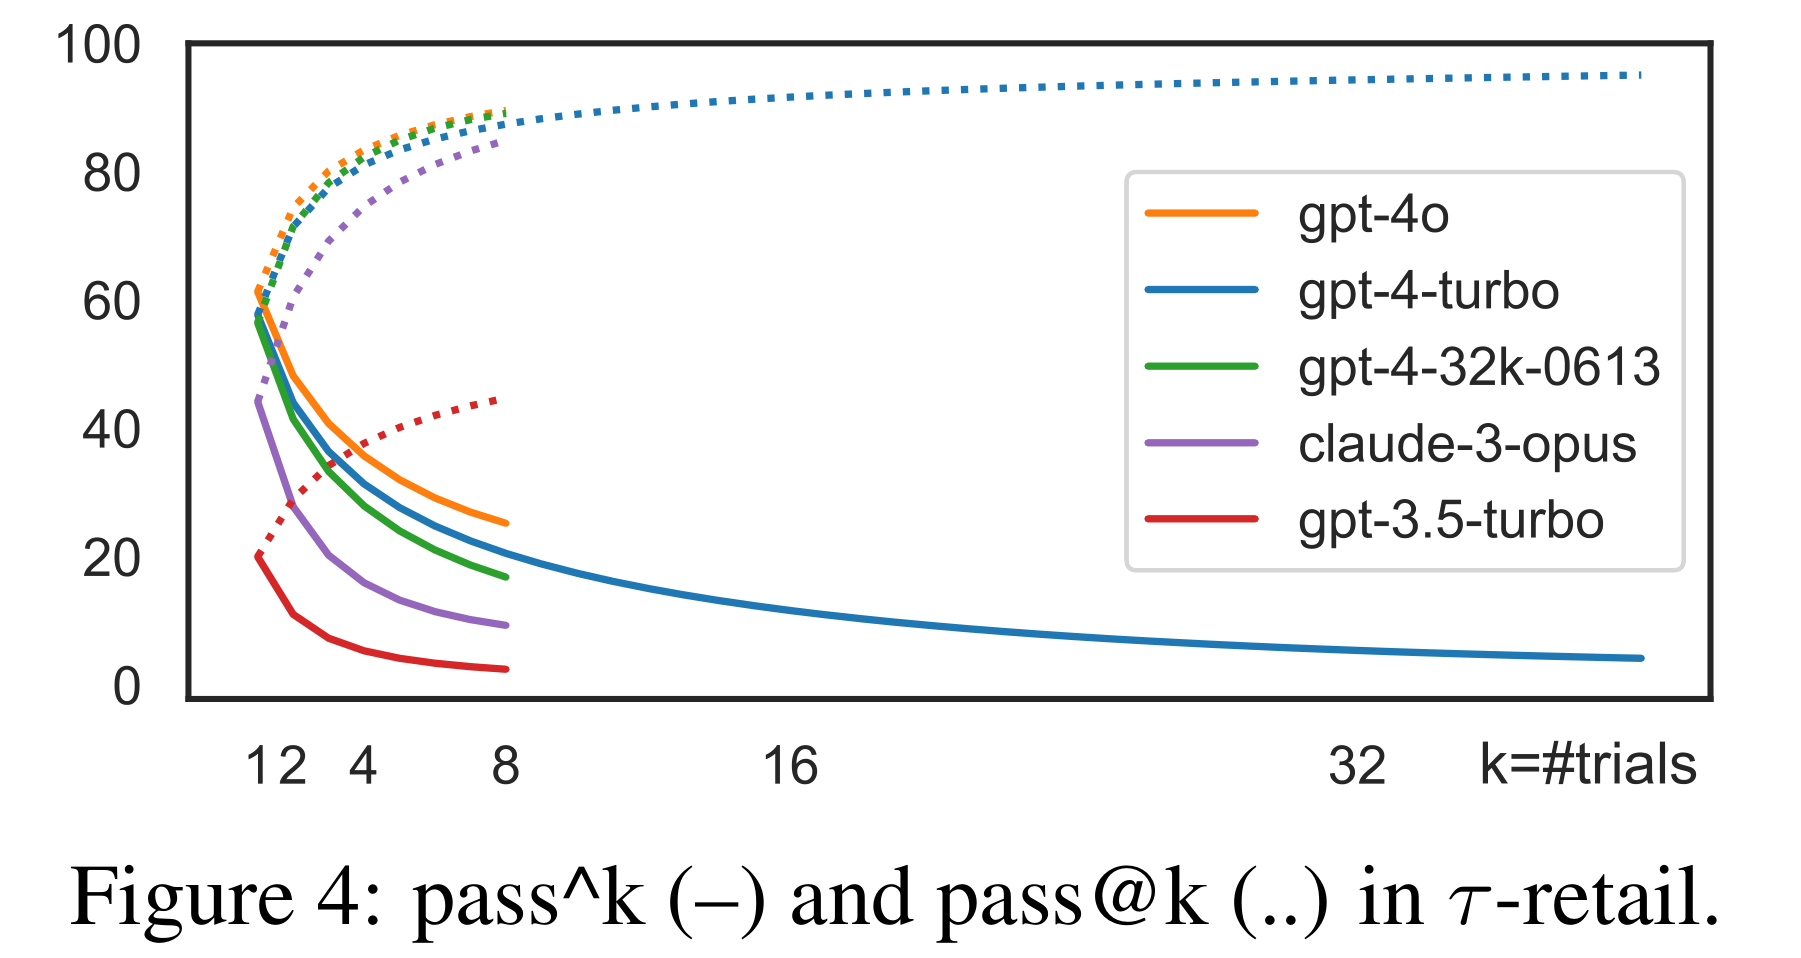 100
80
60
40
20
0
gpt-4o
gpt-4-turbo
gpt-4-32k-0613
claude-3-opus
gpt-3.5-turbo
1 2 4 8 16 32 k=#trials
Figure 4: pass^k (–) and pass@k (..) in τ-retail.